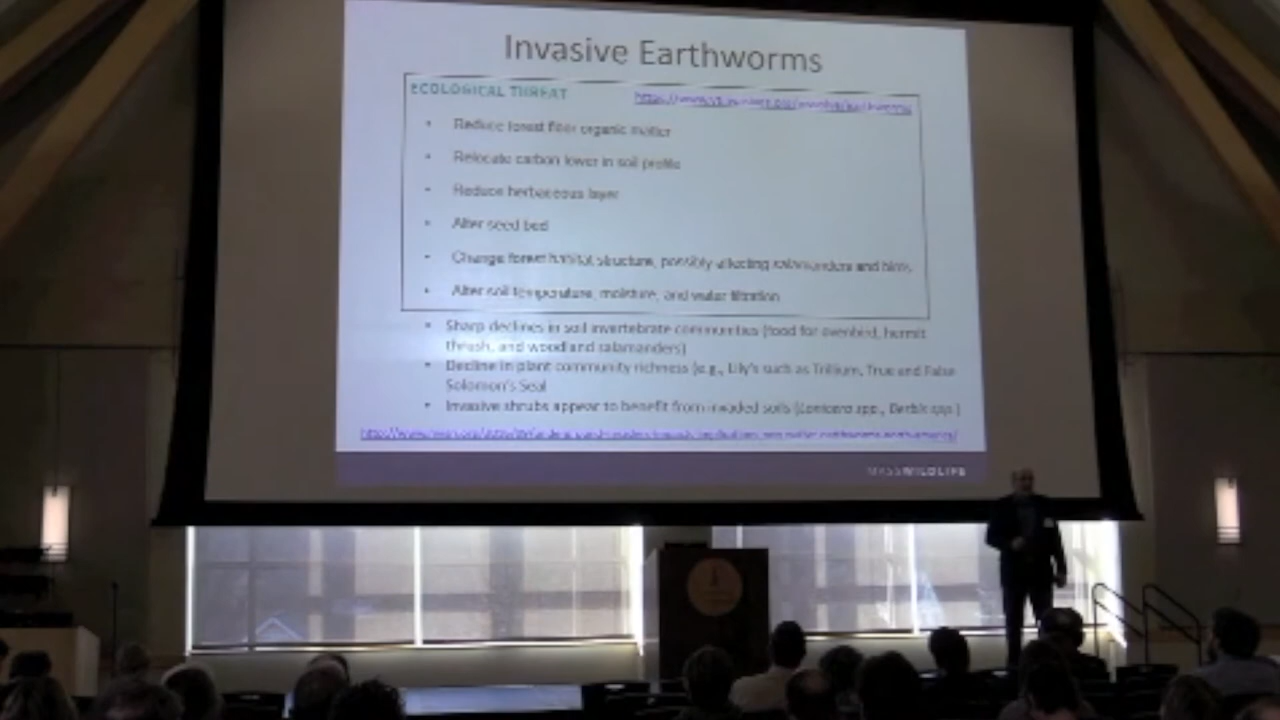 Invasive Earthworms
ECOLOGICAL THREAT
• Reduce forest floor organic matter
• Relocate carbon lower in soil profile
• Reduce herbaceous layer
• Alter seed bed
• Change forest habitat structure, possibly affecting salamanders and birds
• Alter soil temperature, moisture, and water filtration
• Sharp declines in soil invertebrate communities (food for ovenbird, hermit
thrush, and woodland salamanders)
• Decline in plant community richness (e.g., Lily's such as Trillium, True and False
Solomon's Seal
• Invasive shrubs appear to benefit from invaded soils (Lonicera spp., spp.)
MASSWILDLIFE